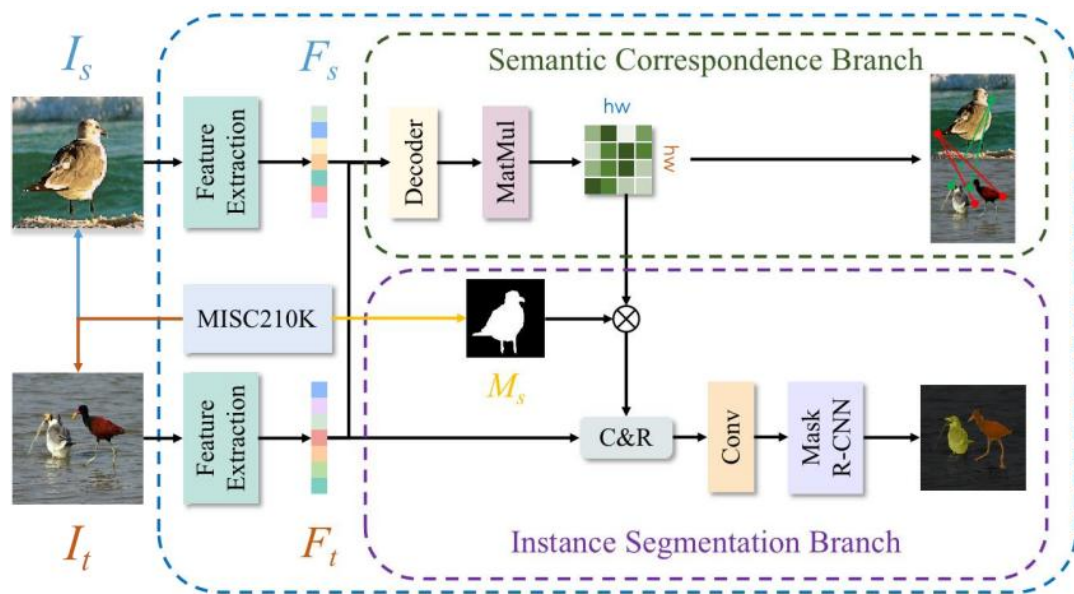 I_s
F_s
Semantic Correspondence Branch
Feature
Extraction
Decoder
MatMul
hw
hw
MISC210K
M_s
Feature
Extraction
C&R
Conv
Mask
R-CNN
I_t
F_t
Instance Segmentation Branch